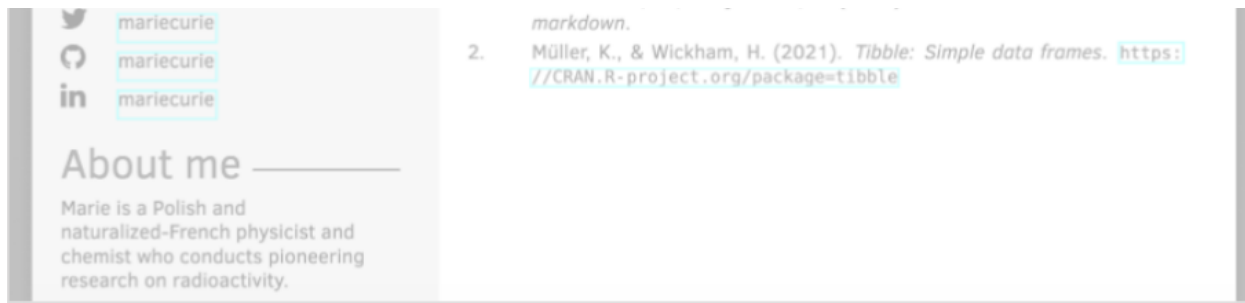 mariecurie
mariecurie
in mariecurie
About me
Marie is a Polish and
naturalized-French physicist and
chemist who conducts pioneering
research on radioactivity.
markdown.
2. Müller, K., & Wickham, H. (2021). Tibble: Simple data frames. https:
//CRAN.R-project.org/package=tibble